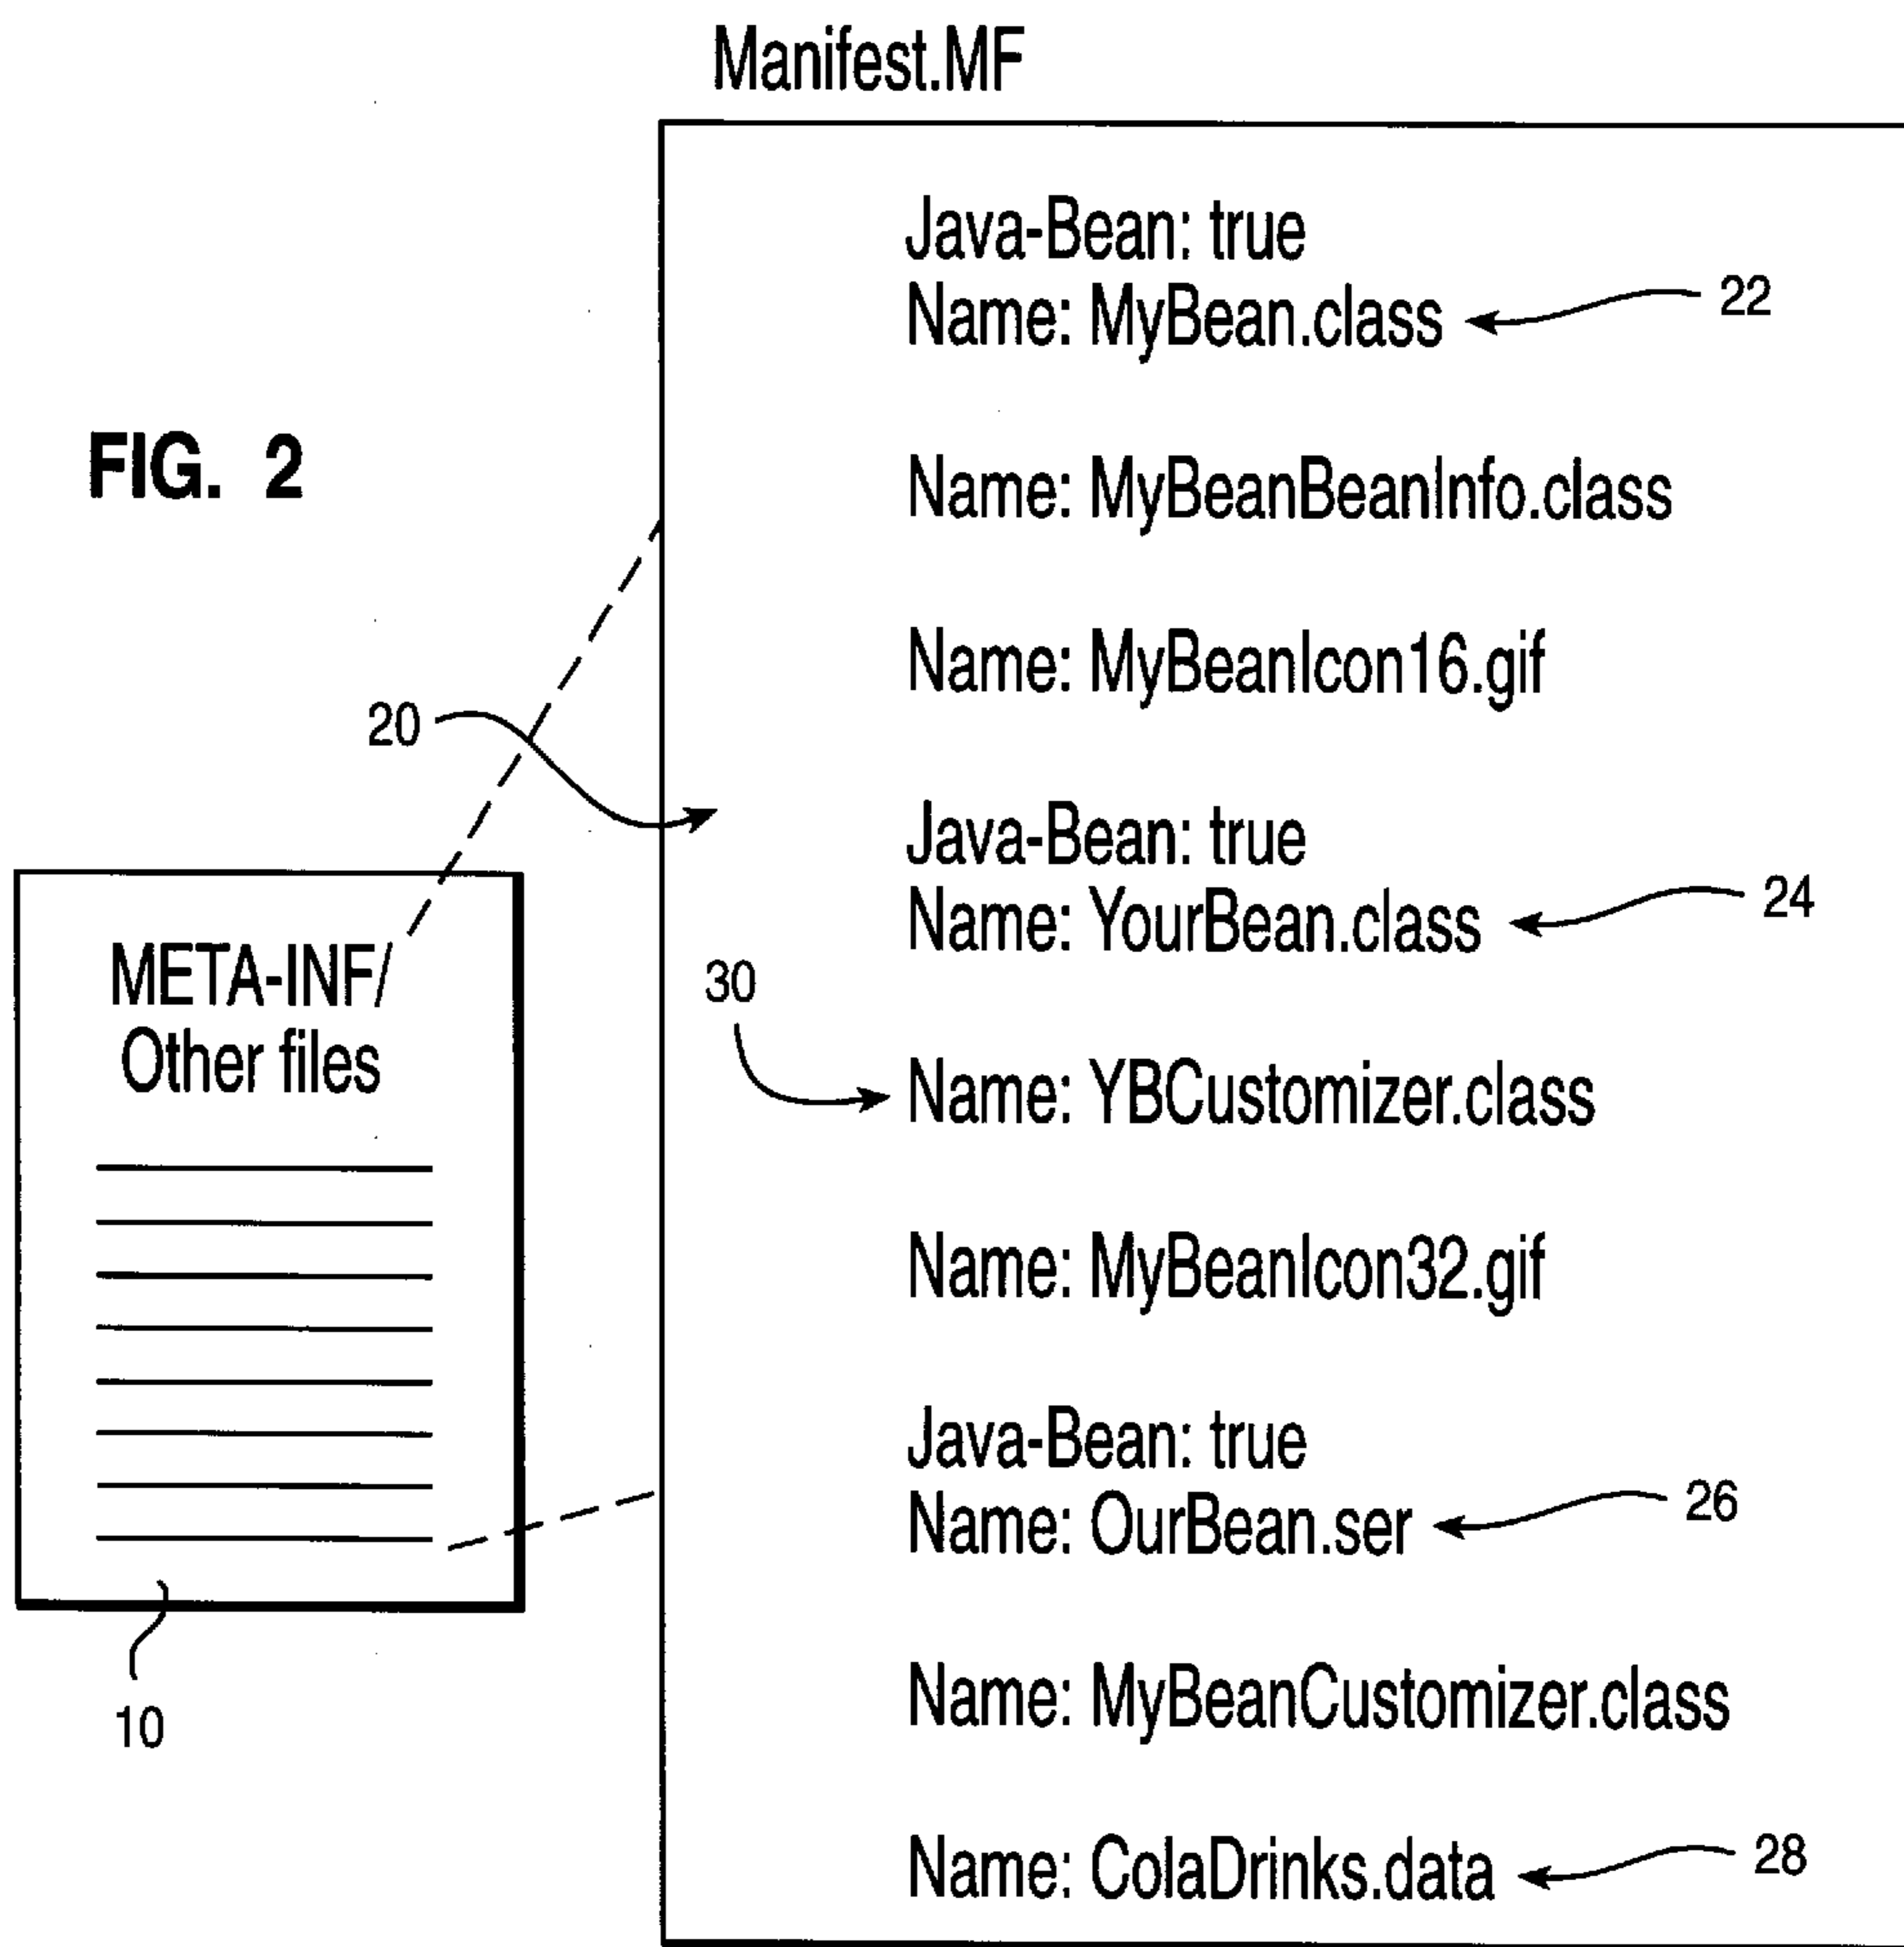 Manifest.MF
Java-Bean: true
Name: MyBean.class
22
FIG. 2
Name: MyBeanBeanInfo.class
Name: MyBeanIcon16.gif
20
Java-Bean: true
Name: YourBean.class
24
META-INF/
Other files
30
Name: YBCustomizer.class
Name: MyBeanIcon32.gif
Java-Bean: true
Name: OurBean.ser
26
10
Name: MyBeanCustomizer.class
Name: ColaDrinks.data
28